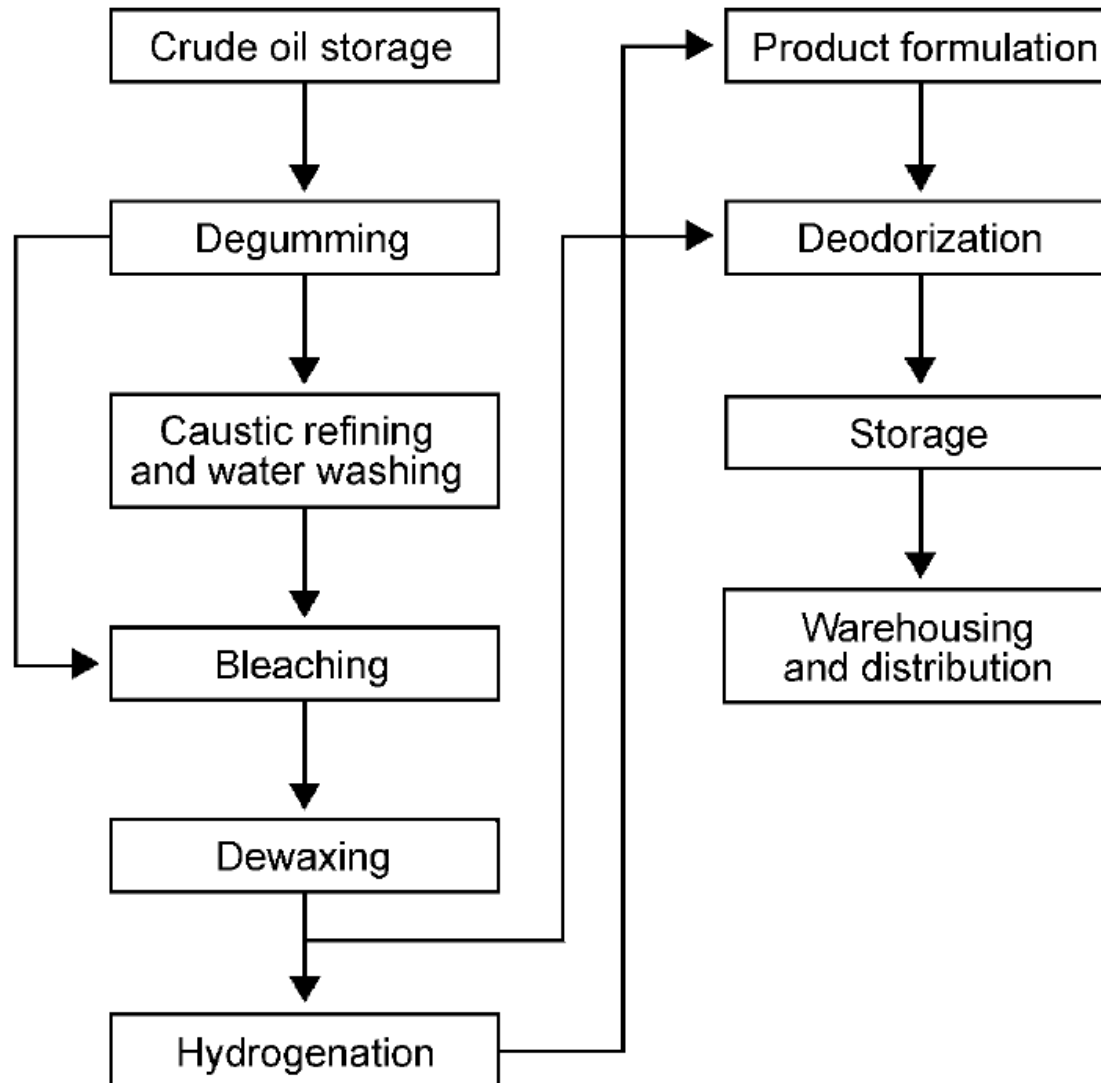 Crude oil storage
Degumming
Caustic refining
and water washing
Bleaching
Dewaxing
Hydrogenation
Product formulation
Deodorization
Storage
Warehousing
and distribution